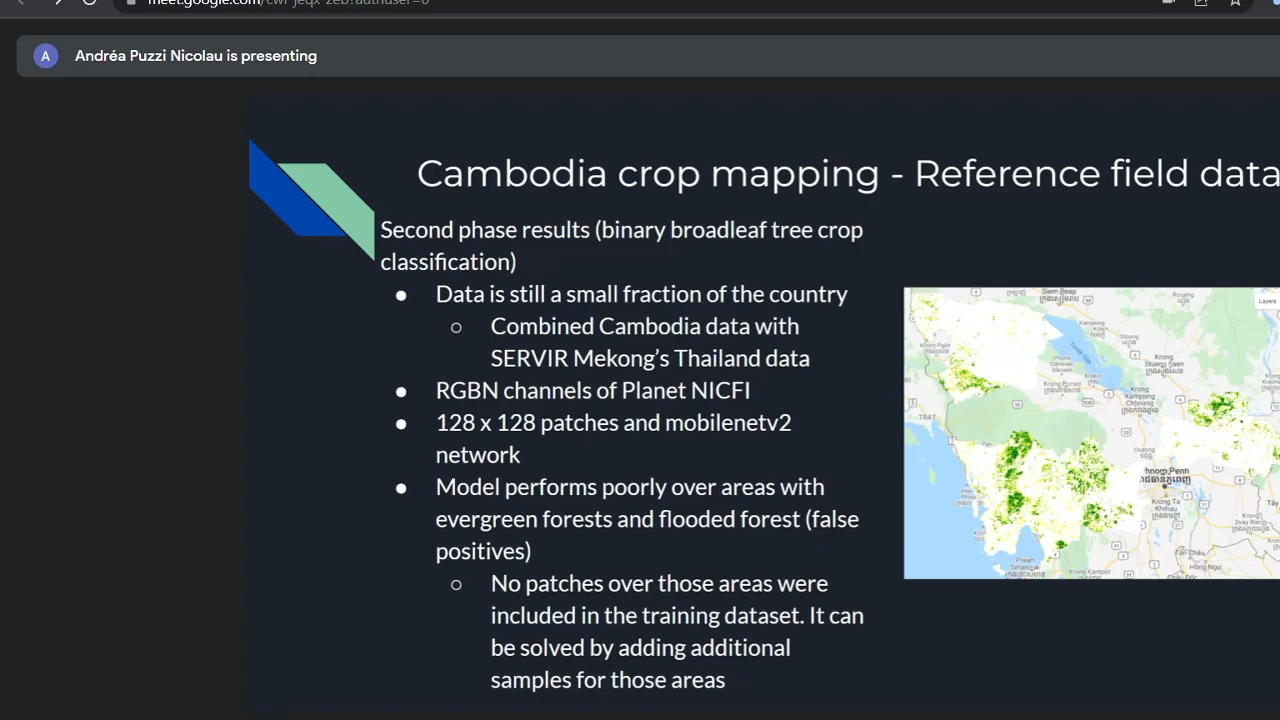 Andréa Puzzi Nicolau is presenting
A
Cambodia crop mapping - Reference field data
Second phase results (binary broadleaf tree crop
classification)
● Data is still a small fraction of the country
○ Combined Cambodia data with
SERVIR Mekong’s Thailand data
● RGBN channels of Planet NICFI
● 128 x 128 patches and mobilenetv2
network
● Model performs poorly over areas with
evergreen forests and flooded forest (false
positives)
○ No patches over those areas were
included in the training dataset. It can
be solved by adding additional
samples for those areas
Layers
TRAT